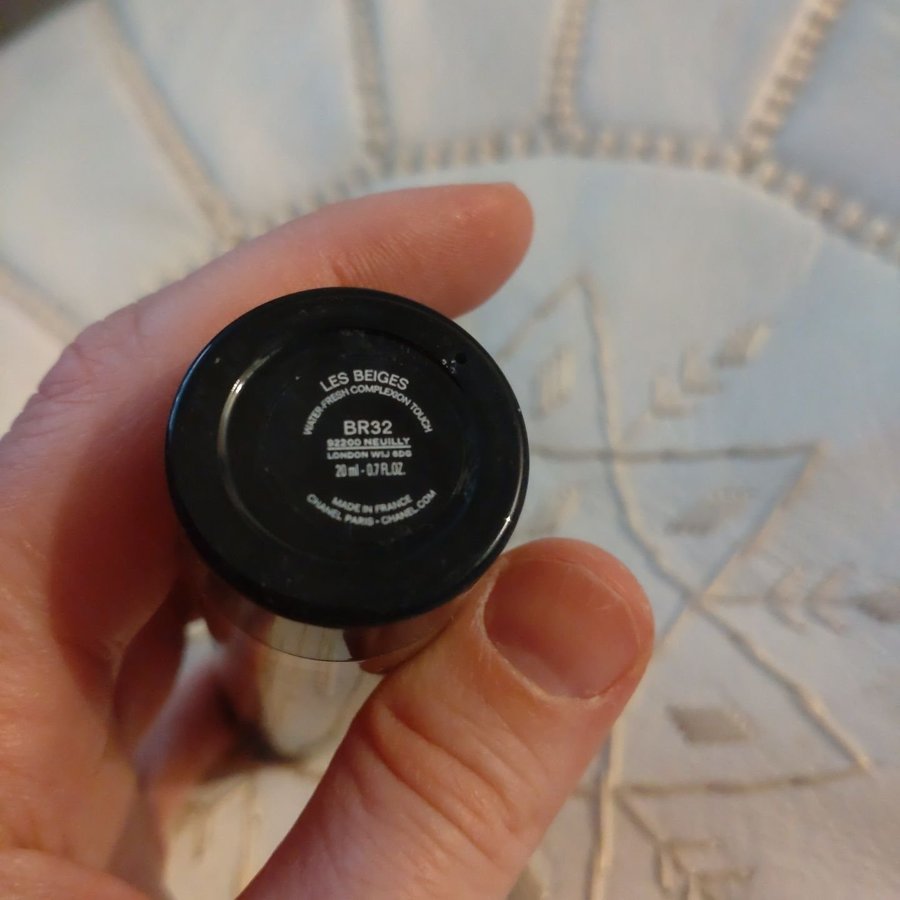 LES BEIGES
WATER-FRESH COMPLEXION TOUCH
BR32
92200 NEUILLY
LONDON W1J 6DG
20 ml - 0.7 FL.OZ.
MADE IN FRANCE
CHANEL PARIS - CHANEL.COM